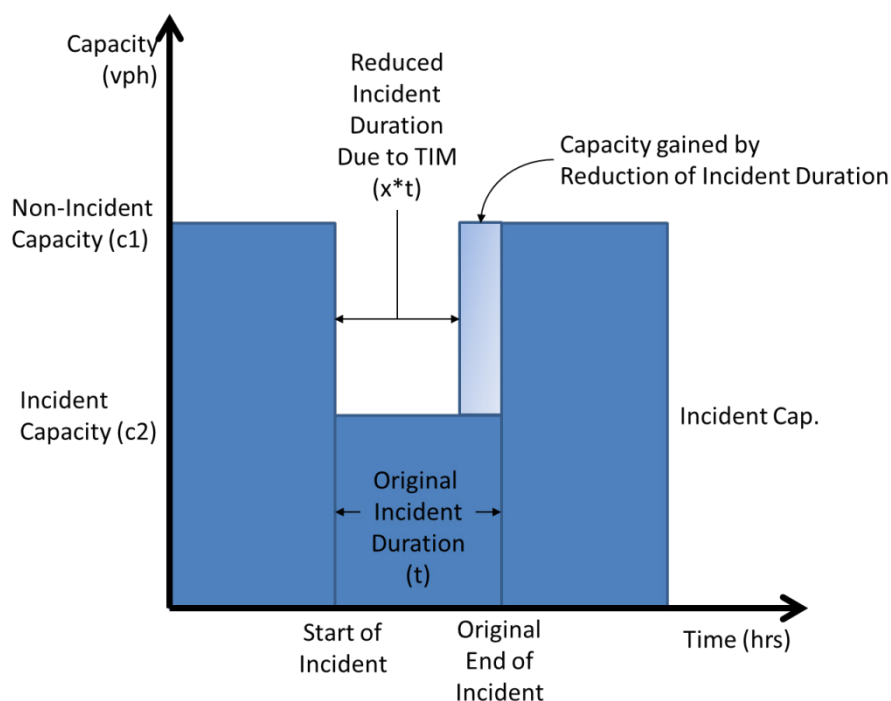 Capacity
(vph)
Reduced
Incident
Duration
Due to TIM
(x*t)
Capacity gained by
Reduction of Incident Duration
Non-Incident
Capacity (c1)
Incident
Capacity (c2)
Incident Cap.
Original
Incident
Duration
(t)
Start of
Incident
Original
End of
Incident
Time (hrs)